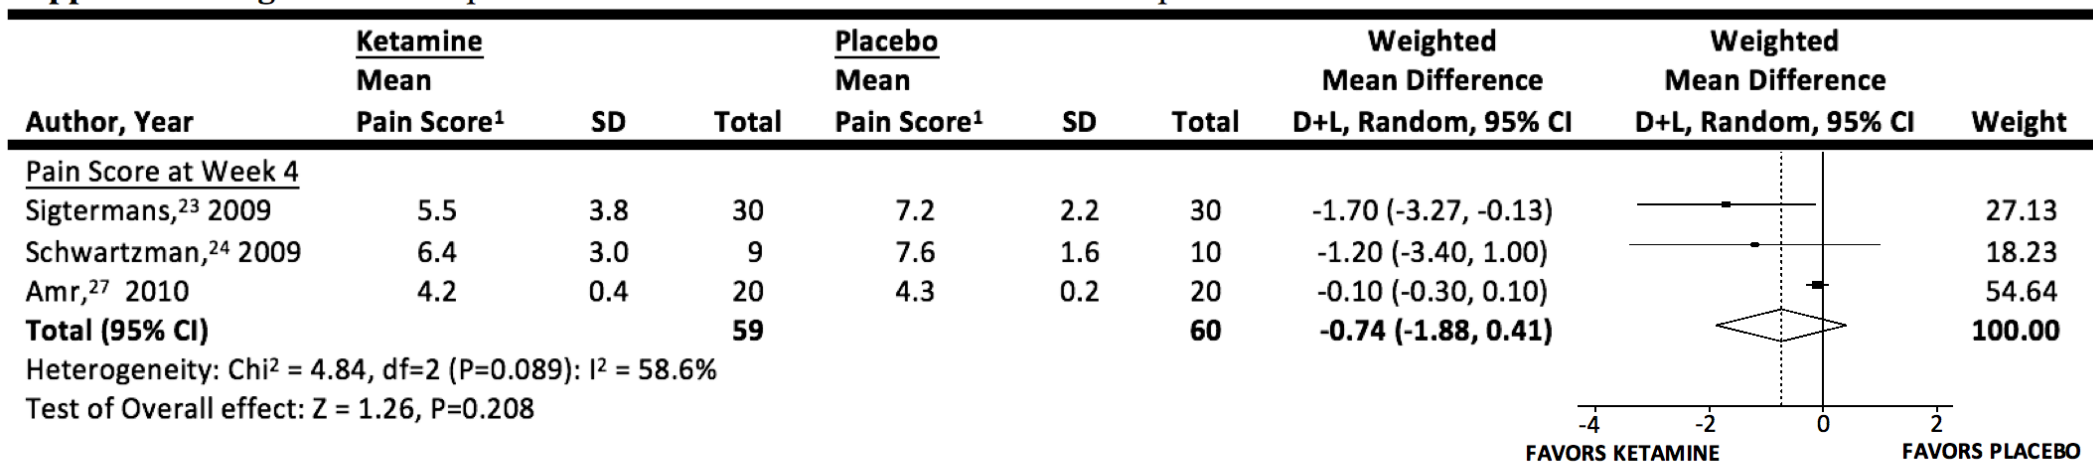 Ketamine Placebo Weighted Weighted
Mean Mean Mean Difference Mean Difference
Author, Year Pain Score¹ SD Total Pain Score¹ SD Total D+L, Random, 95% CI D+L, Random, 95% CI Weight
Pain Score at Week 4
Sigtermans,²³ 2009 5.5 3.8 30 7.2 2.2 30 -1.70 (-3.27, -0.13) 27.13
Schwartzman,²⁴ 2009 6.4 3.0 9 7.6 1.6 10 -1.20 (-3.40, 1.00) 18.23
Amr,²⁷ 2010 4.2 0.4 20 4.3 0.2 20 -0.10 (-0.30, 0.10) 54.64
Total (95% CI) 59 60 -0.74 (-1.88, 0.41) 100.00
Heterogeneity: Chi² = 4.84, df=2 (P=0.089): I² = 58.6%
Test of Overall effect: Z = 1.26, P=0.208
-4 -2 0 2
FAVORS KETAMINE FAVORS PLACEBO